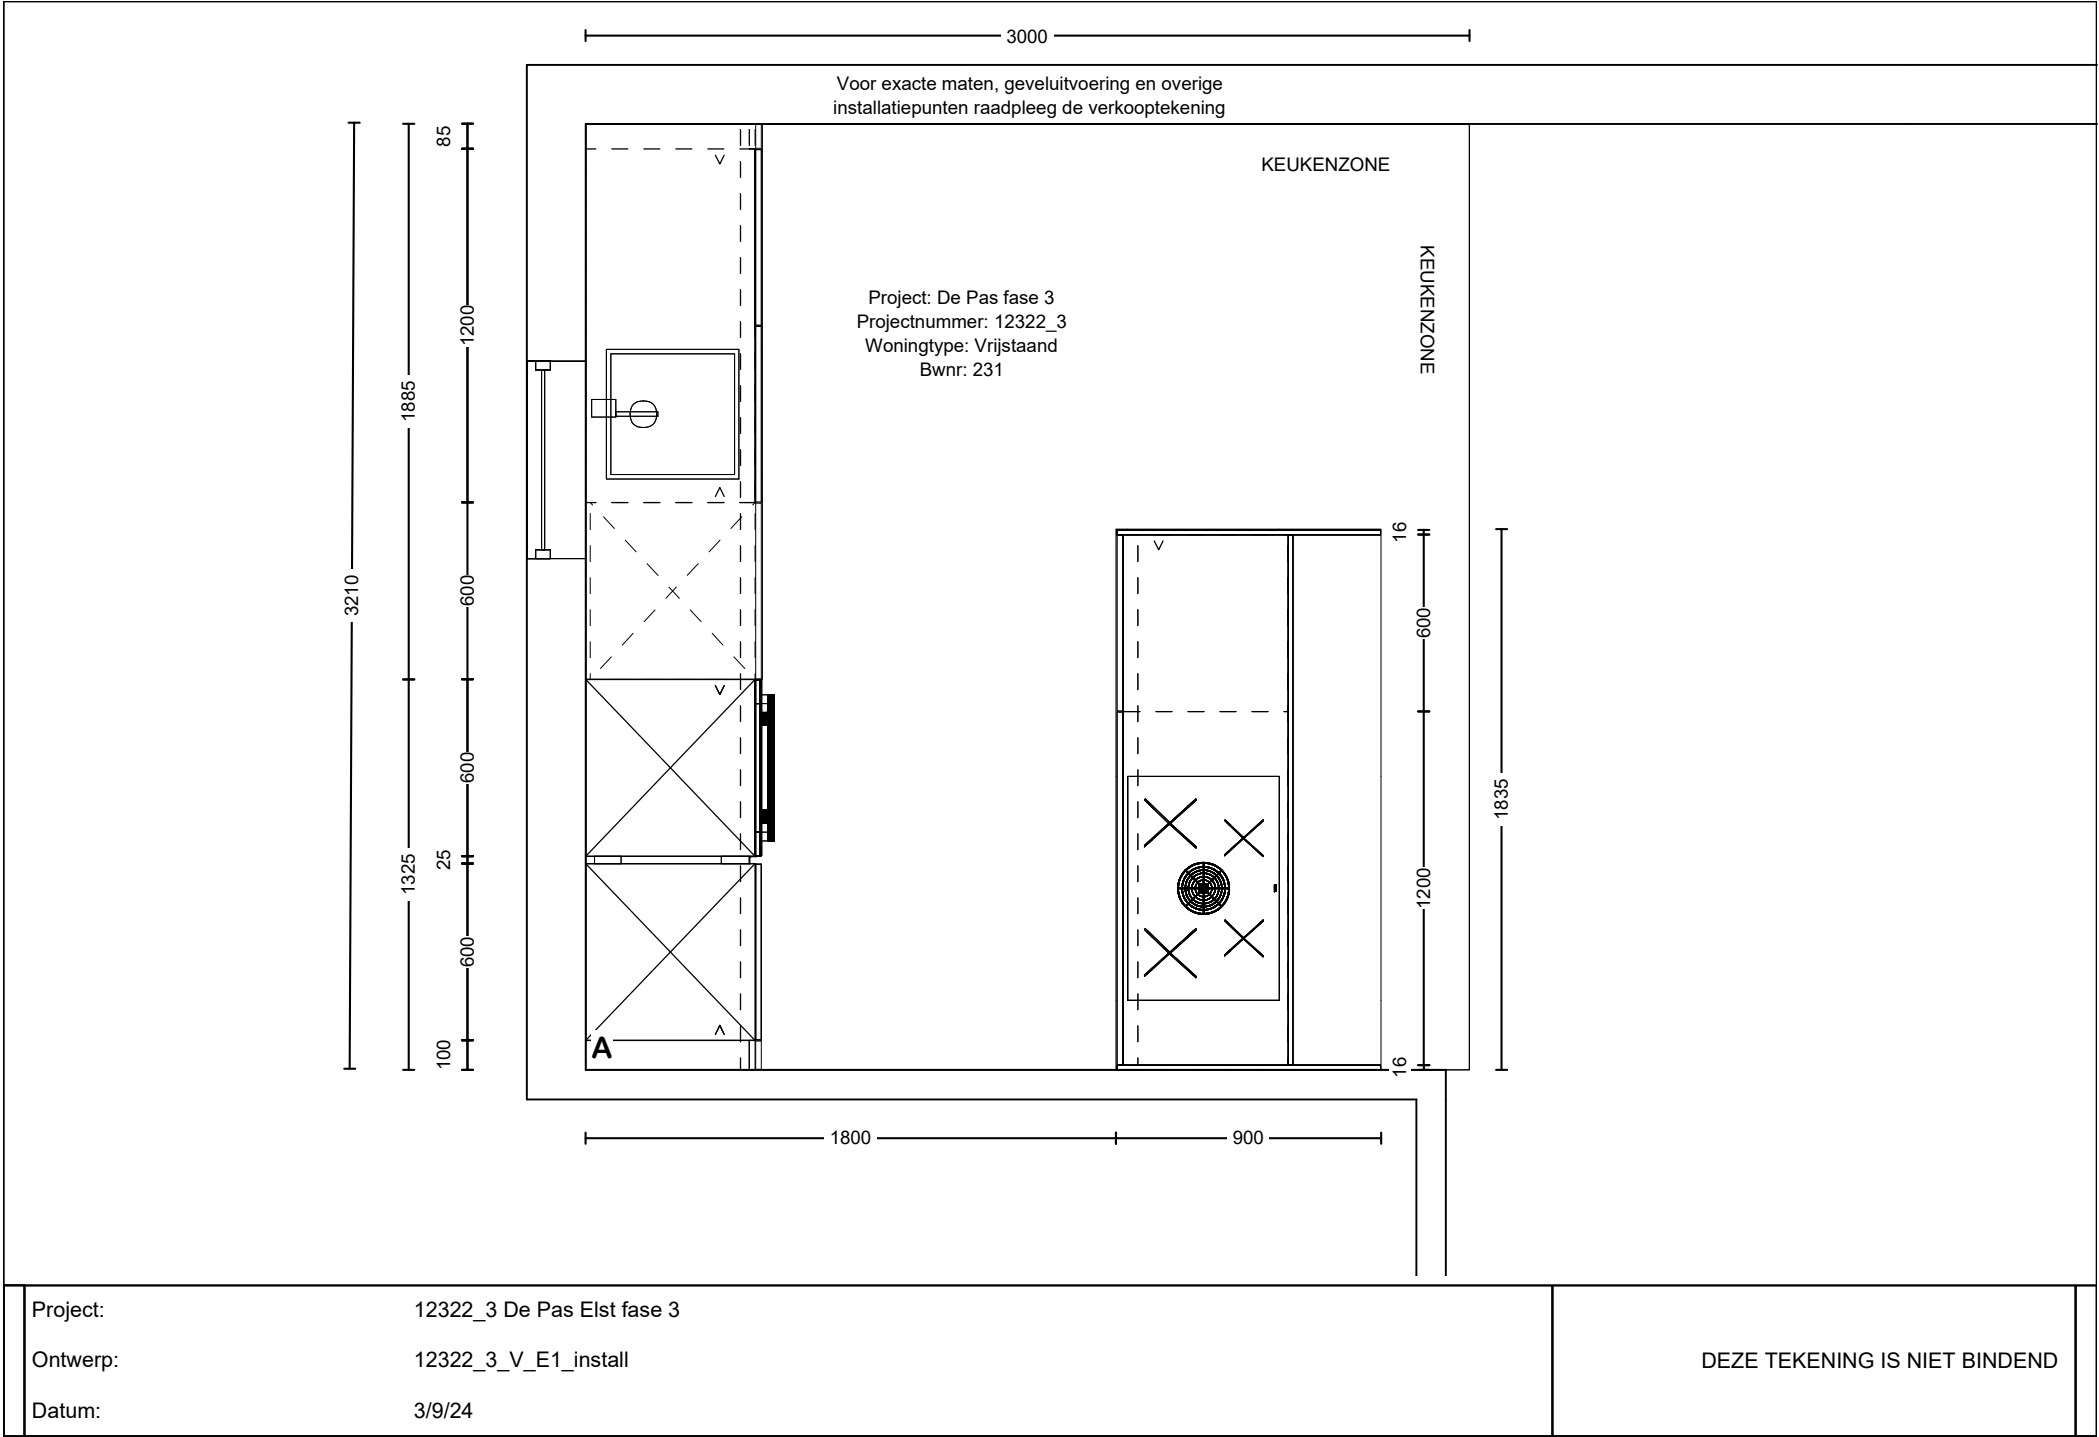 3000
Voor exacte maten, geveluitvoering en overige
installatiepunten raadpleeg de verkooptekening
85
KEUKENZONE
KEUKENZONE
Project: De Pas fase 3
Projectnummer: 12322_3
Woningtype: Vrijstaand
Bwnr: 231
1200
1885
3210
600
600
25
1325
600
100
A
16
600
1835
1200
16
1800
900
Project: 12322_3 De Pas Elst fase 3
Ontwerp: 12322_3_V_E1_install
DEZE TEKENING IS NIET BINDEND
Datum: 3/9/24